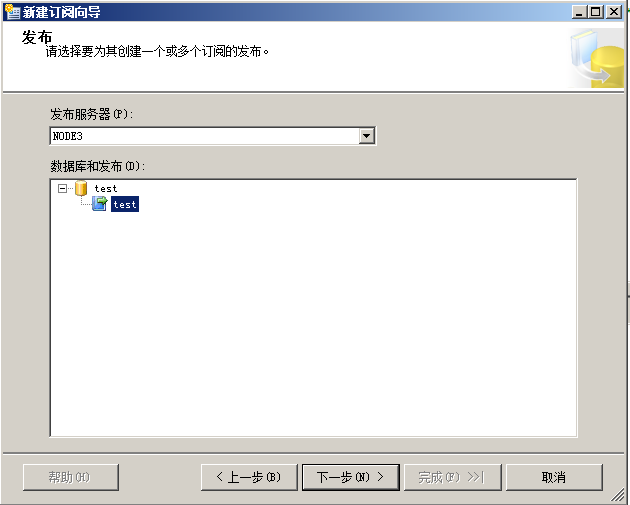 新建订阅向导
发布
请选择要为其创建一个或多个订阅的发布。
发布服务器(P):
NODE3
数据库和发布(D):
test
test
帮助(H)
< 上一步(B)
下一步(N) >
完成(F) >>|
取消